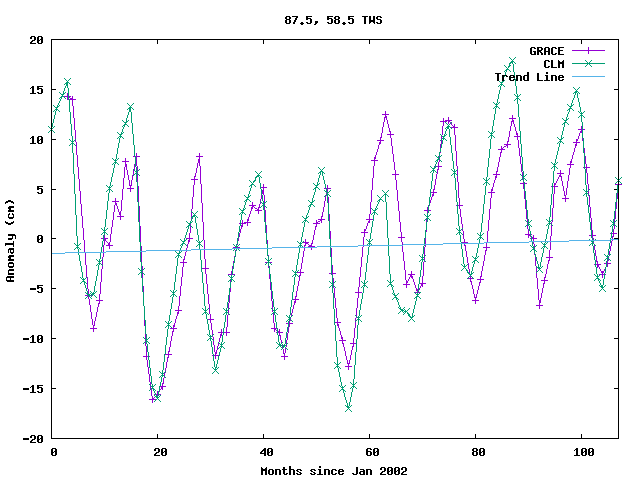 87.5, 58.5 TWS
GRACE
CLM
Trend Line
20
15
10
5
0
-5
-10
-15
-20
Anomaly (cm)
0 20 40 60 80 100
Months since Jan 2002